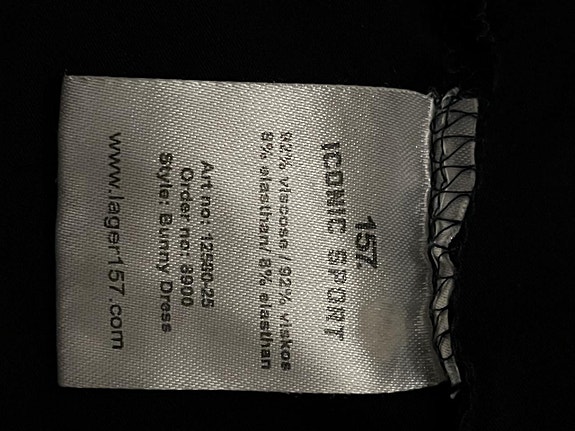 157.
ICONIC SPORT
92% viscose / 92% viskos
8% elasthan/ 8% elasthan
Art no: 12580-25
Order no: 8900
Style: Bunny Dress
www.lager157.com